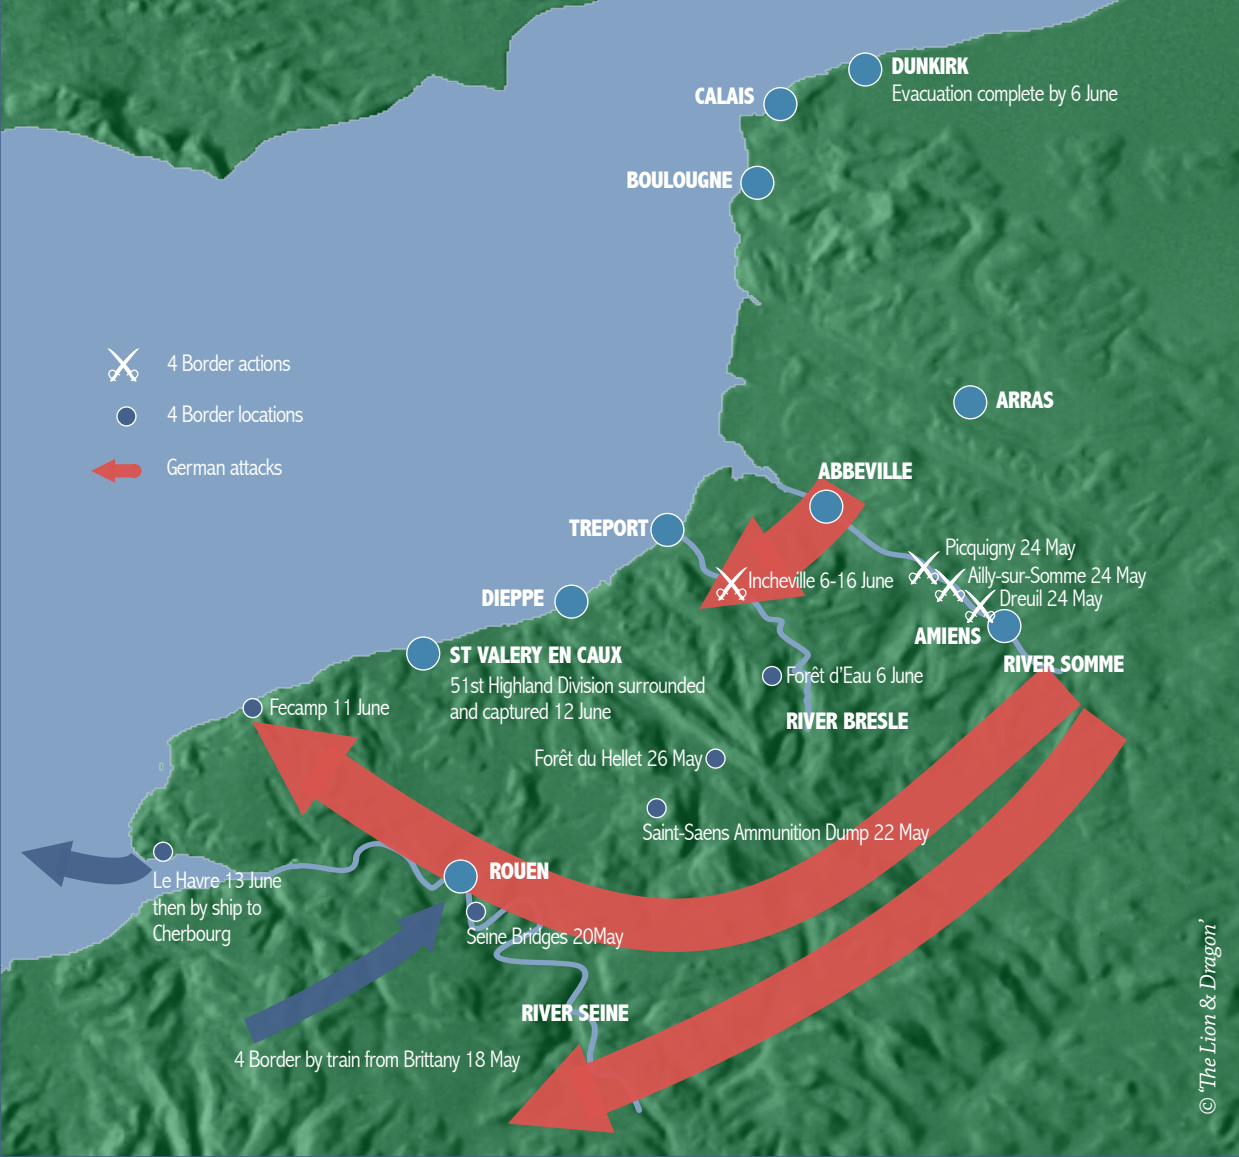 DUNKIRK
Evacuation complete by 6 June
CALAIS
BOULOUGNE
4 Border actions
4 Border locations
German attacks
ARRAS
ABBEVILLE
TREPORT
Picquigny 24 May
Ailly-sur-Somme 24 May
Dreuil 24 May
Incheville 6-16 June
DIEPPE
AMIENS
ST VALERY EN CAUX
51st Highland Division surrounded
and captured 12 June
RIVER SOMME
Forêt d'Eau 6 June
Fecamp 11 June
RIVER BRESLE
Forêt du Hellet 26 May
Saint-Saens Ammunition Dump 22 May
ROUEN
Le Havre 13 June
then by ship to
Cherbourg
Seine Bridges 20May
RIVER SEINE
4 Border by train from Brittany 18 May
© ‘The Lion & Dragon’